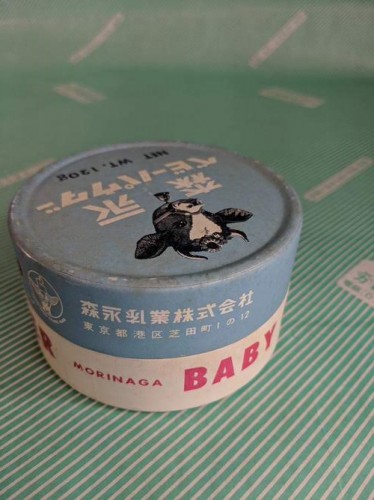 森永
ベビーパウダー
NET WT. 120g
森永乳業株式会社
東京都港区芝田町1の12
R MORINAGA BABY